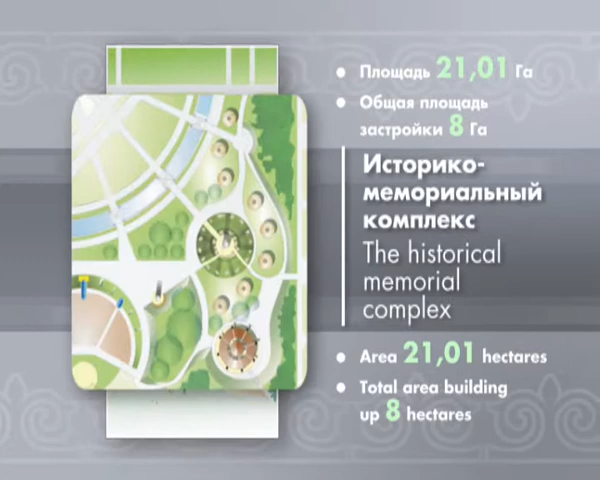 Площадь 21,01 Га
Общая площадь
застройки 8 Га
Историко-
мемориальный
комплекс
The historical
memorial
complex
Area 21,01 hectares
Total area building
up 8 hectares